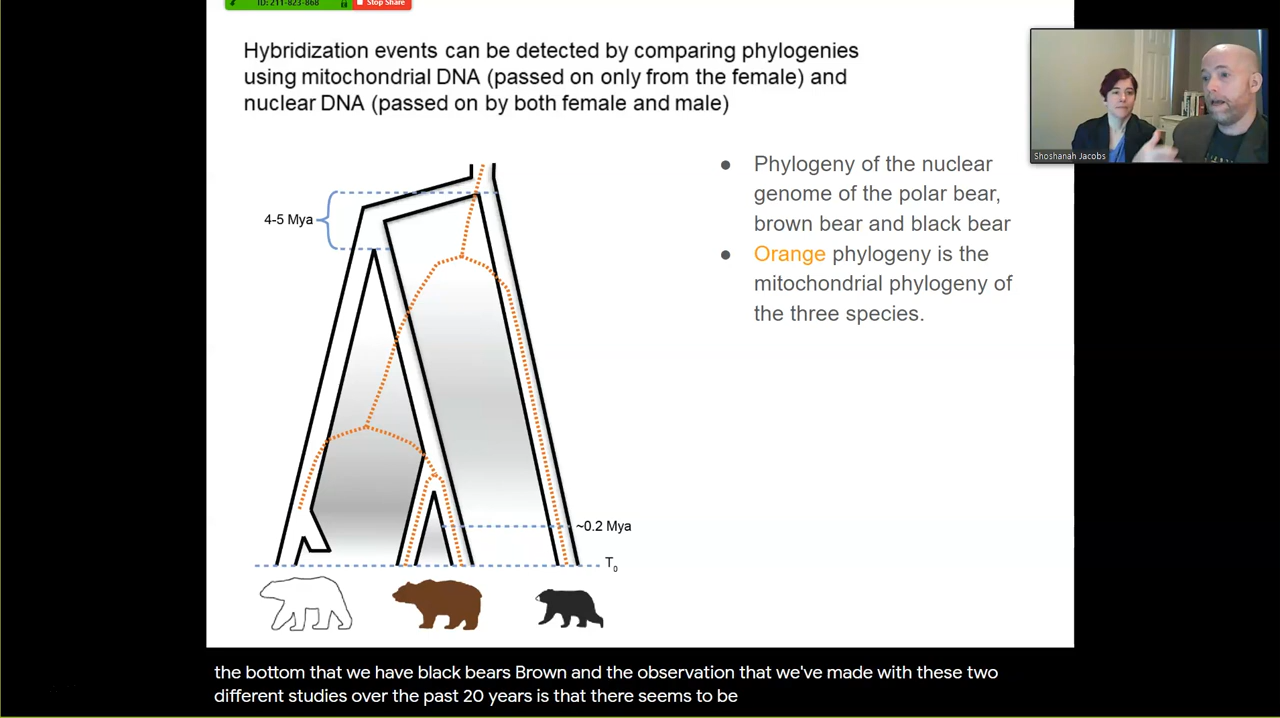 ID: 211-823-868
Stop Share
Hybridization events can be detected by comparing phylogenies
using mitochondrial DNA (passed on only from the female) and
nuclear DNA (passed on by both female and male)
Shoshanah Jacobs
4-5 Mya
~0.2 Mya
T0
● Phylogeny of the nuclear
genome of the polar bear,
brown bear and black bear
● Orange phylogeny is the
mitochondrial phylogeny of
the three species.
the bottom that we have black bears Brown and the observation that we've made with these two
different studies over the past 20 years is that there seems to be